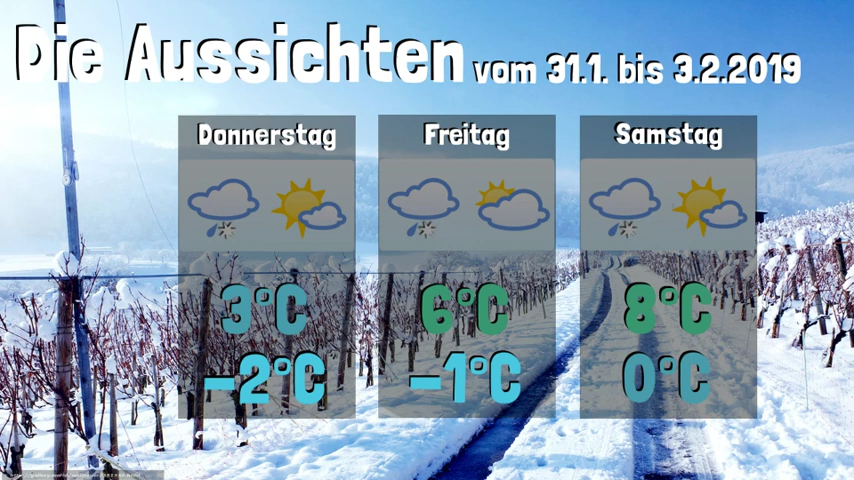 Die Aussichten vom 31.1. bis 3.2.2019
Donnerstag Freitag Samstag
3°C 6°C 8°C
-2°C -1°C 0°C